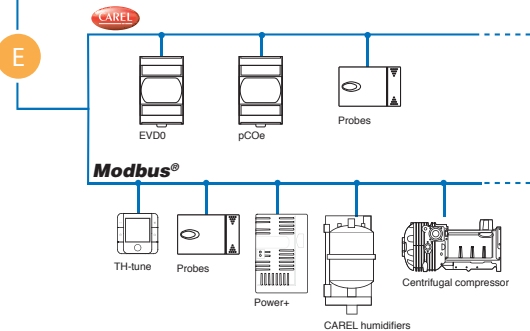 CAREL
E
EVD0
pCOe
Probes
Modbus®
TH-tune
Probes
Power+
CAREL humidifiers
Centrifugal compressor